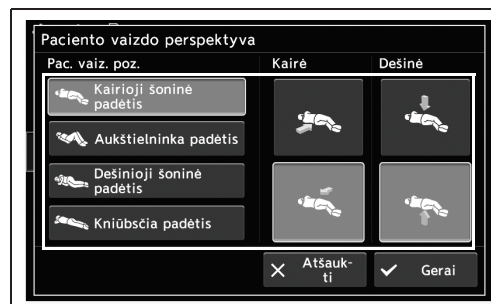 Paciento vaizdo perspektyva
Pac. vaiz. poz.
Kairė
Dešinė
Kairioji šoninė
padėtis
Aukštielninka padėtis
Dešinioji šoninė
padėtis
Kniūbsčia padėtis
Atšauk-
ti
Gerai